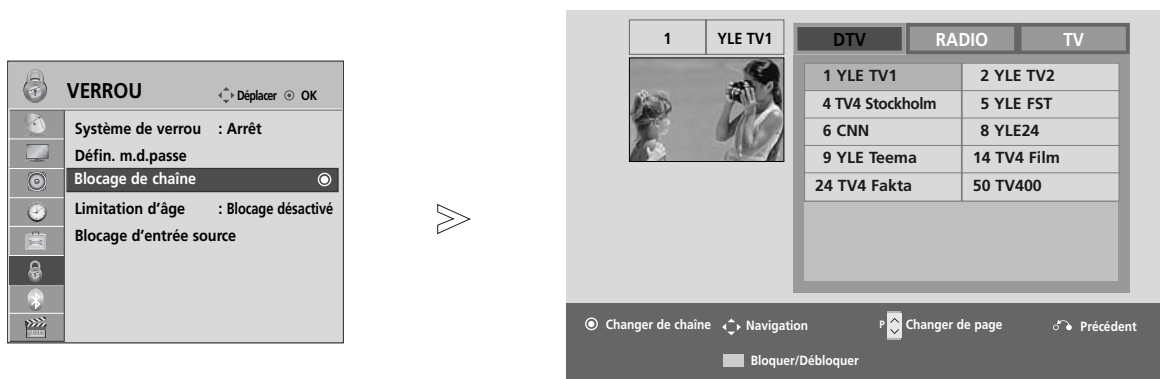 VERROU Déplacer OK
Système de verrou : Arrêt
Défin. m.d.passe
Blocage de chaîne
Limitation d'âge : Blocage désactivé
Blocage d'entrée source
1 YLE TV1
DTV RADIO TV
1 YLE TV1 2 YLE TV2
4 TV4 Stockholm 5 YLE FST
6 CNN 8 YLE24
9 YLE Teema 14 TV4 Film
24 TV4 Fakta 50 TV400
Changer de chaîne Navigation P Changer de page Précédent
Bloquer/Débloquer